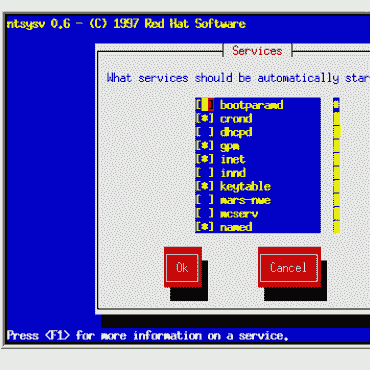 ntsysv 0.6 - (C) 1997 Red Hat Software
Services
What services should be automatically star
[ ] bootparamd
[*] crond
[ ] dhcpd
[*] gpm
[*] inet
[ ] innd
[*] keytable
[ ] mars-nwe
[ ] mcserv
[*] named
Ok Cancel
Press <F1> for more information on a service.